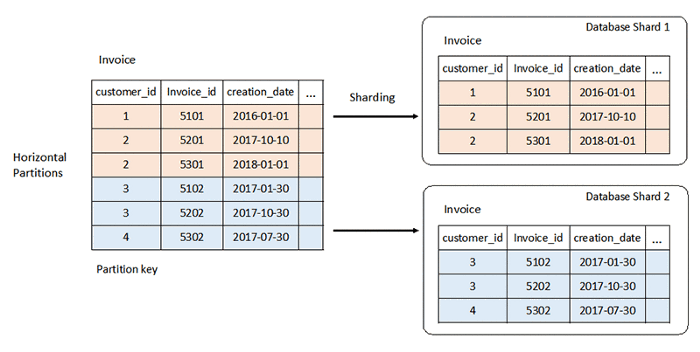 Invoice
customer_id Invoice_id creation_date ...
1 5101 2016-01-01
2 5201 2017-10-10
2 5301 2018-01-01
3 5102 2017-01-30
3 5202 2017-10-30
4 5302 2017-07-30
Horizontal
Partitions
Partition key
Sharding
Database Shard 1
Invoice
customer_id Invoice_id creation_date ...
1 5101 2016-01-01
2 5201 2017-10-10
2 5301 2018-01-01
Database Shard 2
Invoice
customer_id Invoice_id creation_date ...
3 5102 2017-01-30
3 5202 2017-10-30
4 5302 2017-07-30